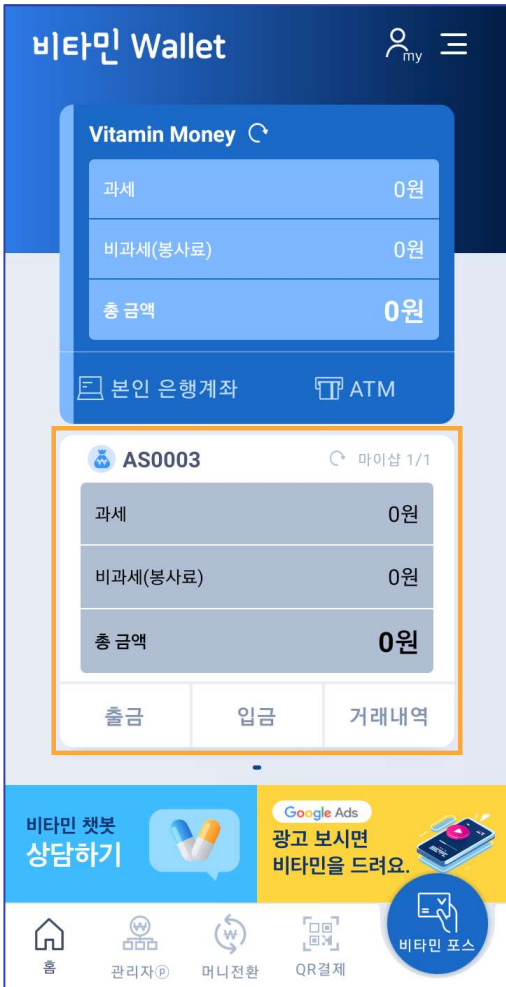 비타민 Wallet
my
Vitamin Money
과세 0원
비과세(봉사료) 0원
총 금액 0원
본인 은행계좌 ATM
AS0003 마이샵 1/1
과세 0원
비과세(봉사료) 0원
총 금액 0원
출금 입금 거래내역
비타민 챗봇
상담하기
Google Ads
광고 보시면
비타민을 드려요.
홈
관리자ⓟ
머니전환
QR결제
비타민 포스